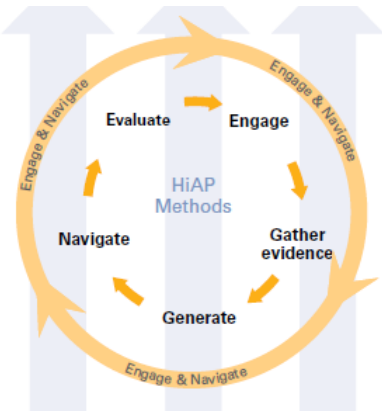 Engage & Navigate
Engage & Navigate
Evaluate
Engage
HiAP
Methods
Navigate
Gather
evidence
Generate
Engage & Navigate